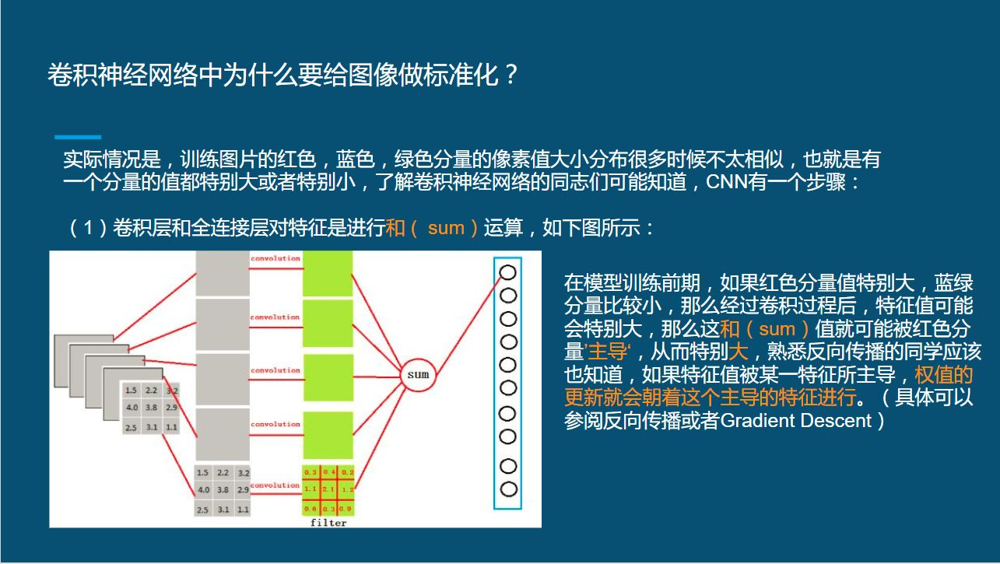 卷积神经网络中为什么要给图像做标准化？
实际情况是，训练图片的红色，蓝色，绿色分量的像素值大小分布很多时候不太相似，也就是有
一个分量的值都特别大或者特别小，了解卷积神经网络的同志们可能知道，CNN有一个步骤：
（1）卷积层和全连接层对特征是进行和（ sum）运算，如下图所示：
convolution
convolution
convolution
convolution
convolution
sum
1.5 2.2 3.2
4.0 3.8 2.9
2.5 3.1 1.1
1.5 2.2 3.2
4.0 3.8 2.9
2.5 3.1 1.1
0.3 0.4 0.2
1.1 2.1 1.2
0.6 0.3 0.9
filter
在模型训练前期，如果红色分量值特别大，蓝绿
分量比较小，那么经过卷积过程后，特征值可能
会特别大，那么这和（sum）值就可能被红色分
量’主导‘，从而特别大，熟悉反向传播的同学应该
也知道，如果特征值被某一特征所主导，权值的
更新就会朝着这个主导的特征进行。（具体可以
参阅反向传播或者Gradient Descent）